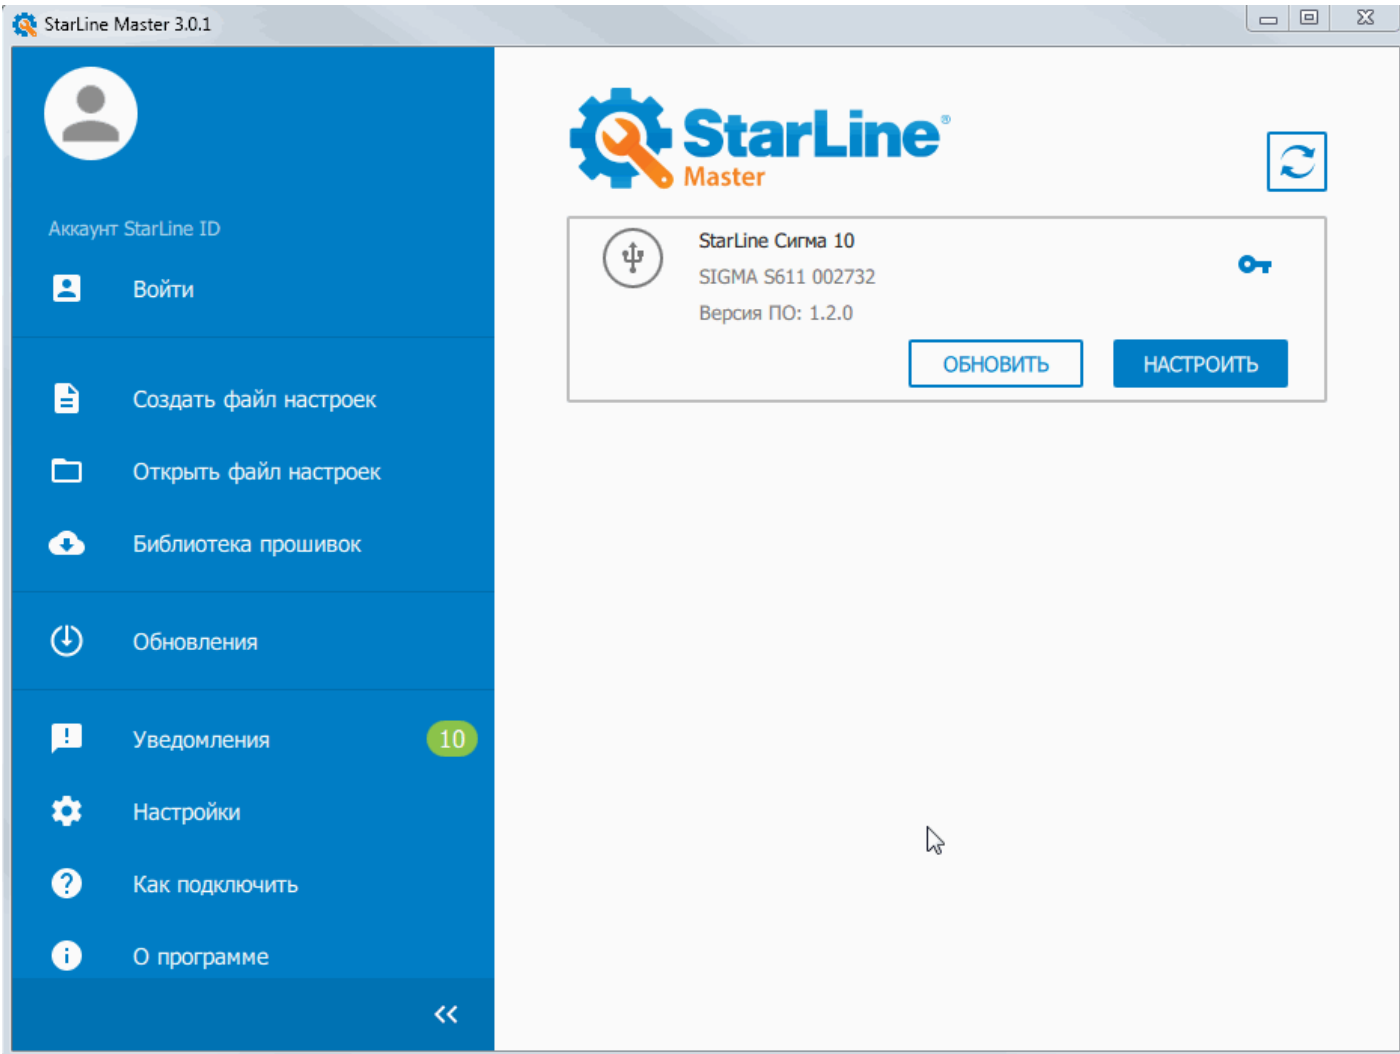 StarLine Master 3.0.1
Аккаунт StarLine ID
Войти
Создать файл настроек
Открыть файл настроек
Библиотека прошивок
Обновления
Уведомления 10
Настройки
Как подключить
О программе
StarLine®
Master
StarLine Сигма 10
SIGMA S611 002732
Версия ПО: 1.2.0
ОБНОВИТЬ НАСТРОИТЬ